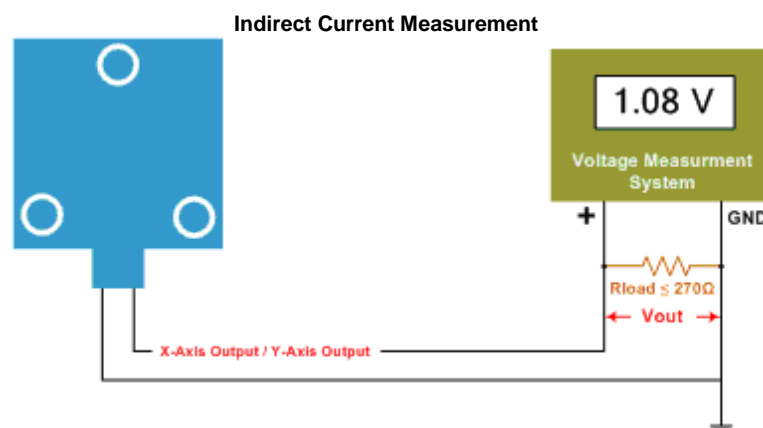 Indirect Current Measurement
1.08 V
Voltage Measurment
System
+
GND
Rload ≤ 270Ω
Vout
X-Axis Output / Y-Axis Output